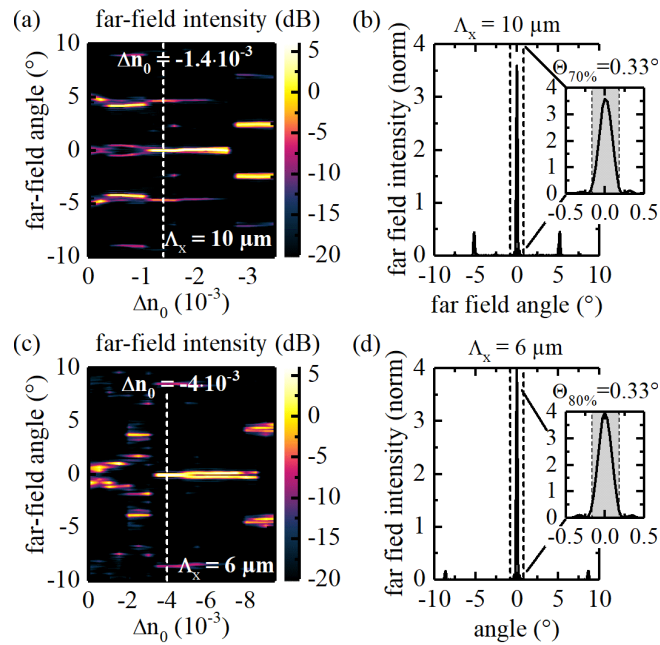 (a) far-field intensity (dB)
far-field angle (°)
10
5
0
-5
-10
Δn₀ = -1.4·10⁻³
Λₓ = 10 µm
0 -1 -2 -3
Δn₀ (10⁻³)
5
0
-5
-10
-15
-20
(b) Λₓ = 10 µm
far field intensity (norm)
4
3
2
1
0
-10 -5 0 5 10
far field angle (°)
Θ₇₀%=0.33°
4
3
2
1
0
-0.5 0.0 0.5
(c) far-field intensity (dB)
far-field angle (°)
10
5
0
-5
-10
Δn₀ = -4·10⁻³
Λₓ = 6 µm
0 -2 -4 -6 -8
Δn₀ (10⁻³)
5
0
-5
-10
-15
-20
(d) Λₓ = 6 µm
far fied intensity (norm)
4
3
2
1
0
-10 -5 0 5 10
angle (°)
Θ₈₀%=0.33°
4
3
2
1
0
-0.5 0.0 0.5